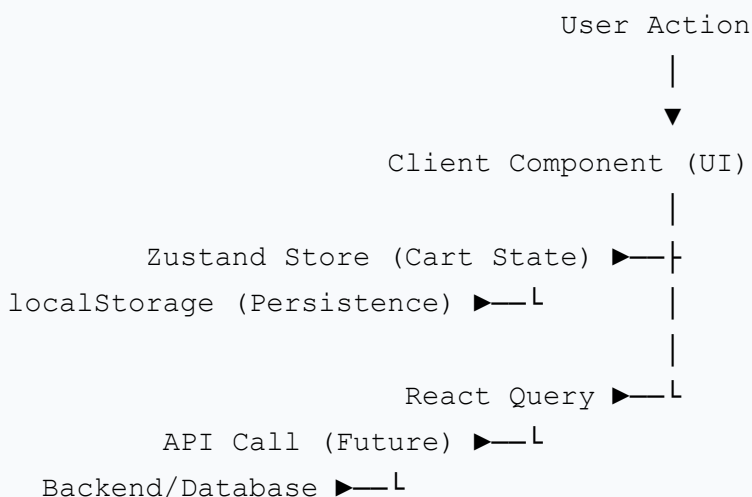 User Action
Client Component (UI)
Zustand Store (Cart State)
localStorage (Persistence)
React Query
API Call (Future)
Backend/Database